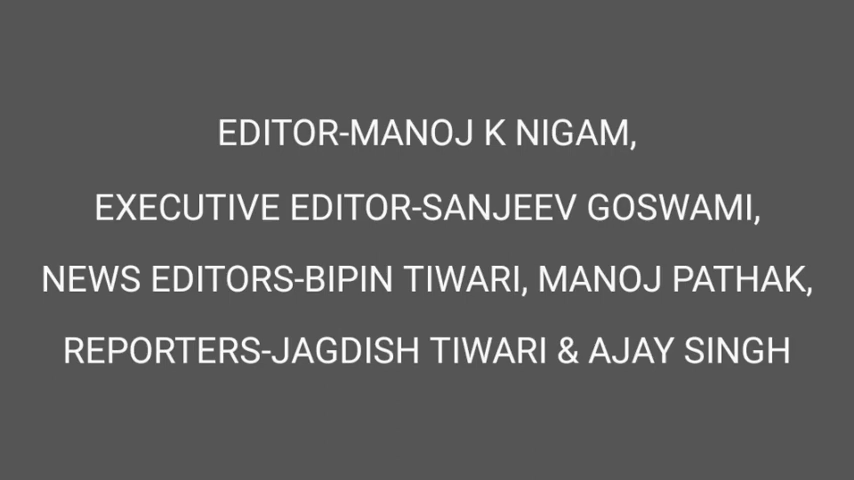 EDITOR-MANOJ K NIGAM,
EXECUTIVE EDITOR-SANJEEV GOSWAMI,
NEWS EDITORS-BIPIN TIWARI, MANOJ PATHAK,
REPORTERS-JAGDISH TIWARI & AJAY SINGH